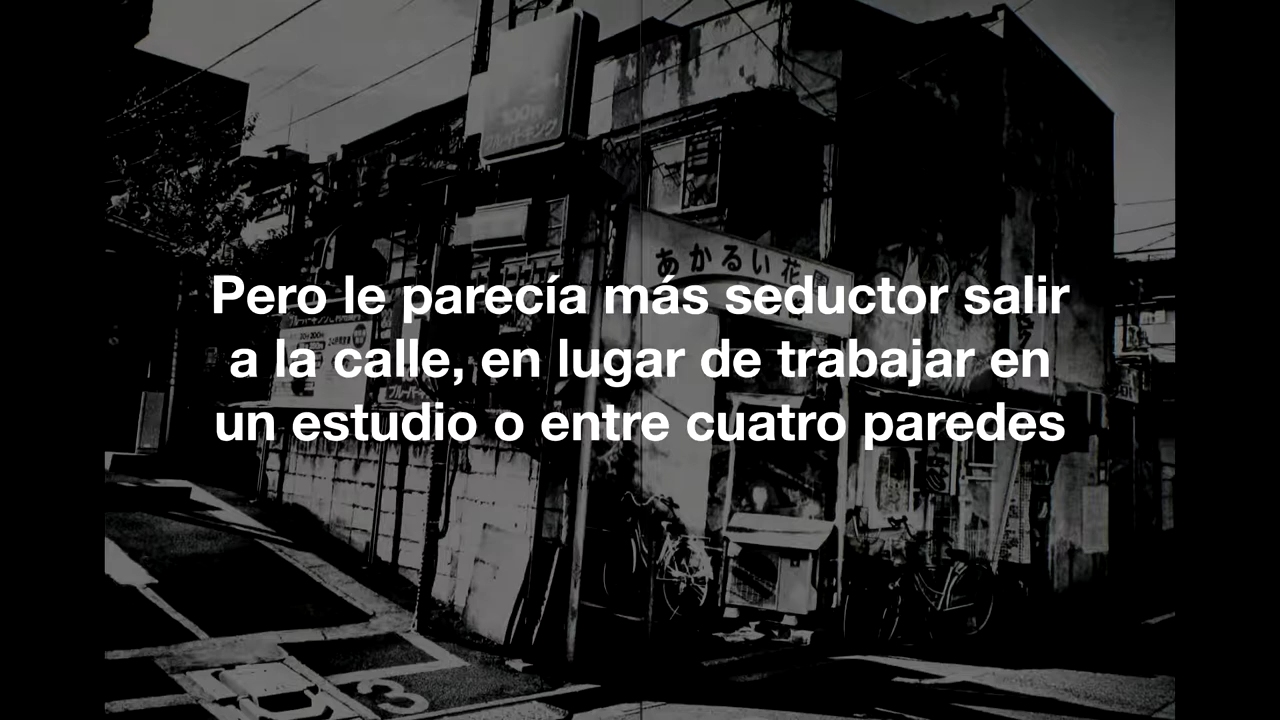 あかるい花
Pero le parecía más seductor salir
a la calle, en lugar de trabajar en
un estudio o entre cuatro paredes
3